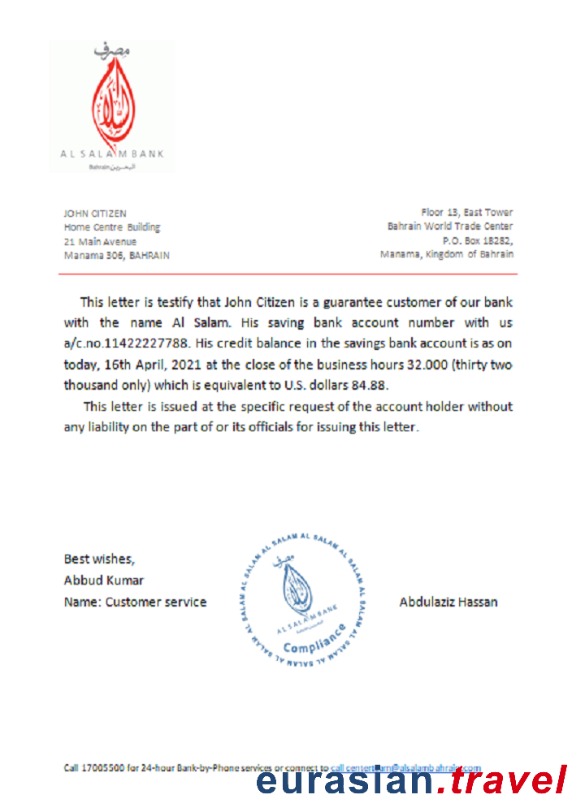 مصرف
السلام
AL SALAM BANK
Bahrain البحرين
JOHN CITIZEN
Home Centre Building
21 Main Avenue
Manama 306, BAHRAIN
Floor 13, East Tower
Bahrain World Trade Center
P.O. Box 18282,
Manama, Kingdom of Bahrain
This letter is testify that John Citizen is a guarantee customer of our bank
with the name Al Salam. His saving bank account number with us
a/c.no.11422227788. His credit balance in the savings bank account is as on
today, 16th April, 2021 at the close of the business hours 32.000 (thirty two
thousand only) which is equivalent to U.S. dollars 84.88.
This letter is issued at the specific request of the account holder without
any liability on the part of or its officials for issuing this letter.
Best wishes,
Abbud Kumar
Name: Customer service
AL SALAM AL SALAM AL SALAM AL SALAM AL SALAM AL SALAM AL SALAM
مصرف
السلام
AL SALAM BANK
Compliance
Abdulaziz Hassan
Call 17005500 for 24-hour Bank-by-Phone services or connect to
eurasian.travel